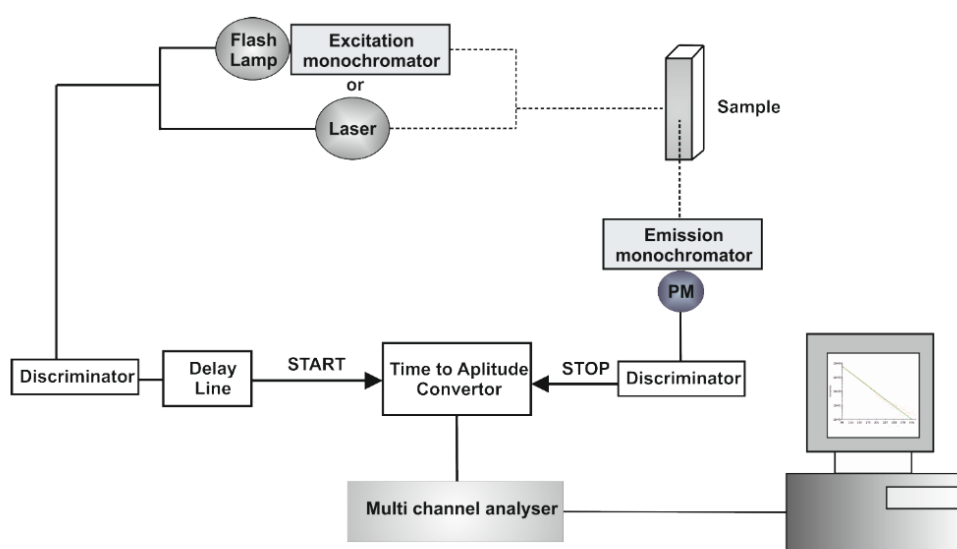 Flash
Lamp
Excitation
monochromator
or
Laser
Sample
Emission
monochromator
PM
Discriminator
Delay
Line
START
Time to Aplitude
Convertor
STOP
Discriminator
Multi channel analyser